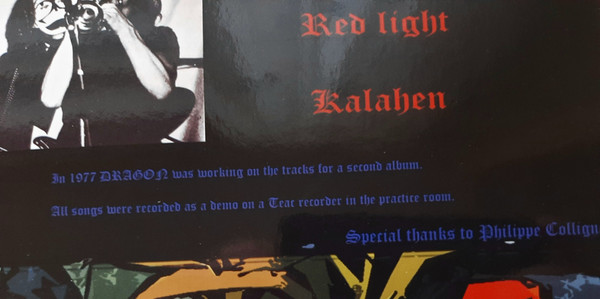 Red light
Kalahen
In 1977 DRAGON was working on the tracks for a second album.
All songs were recorded as a demo on a Teac recorder in the practice room.
Special thanks to Philippe Collign